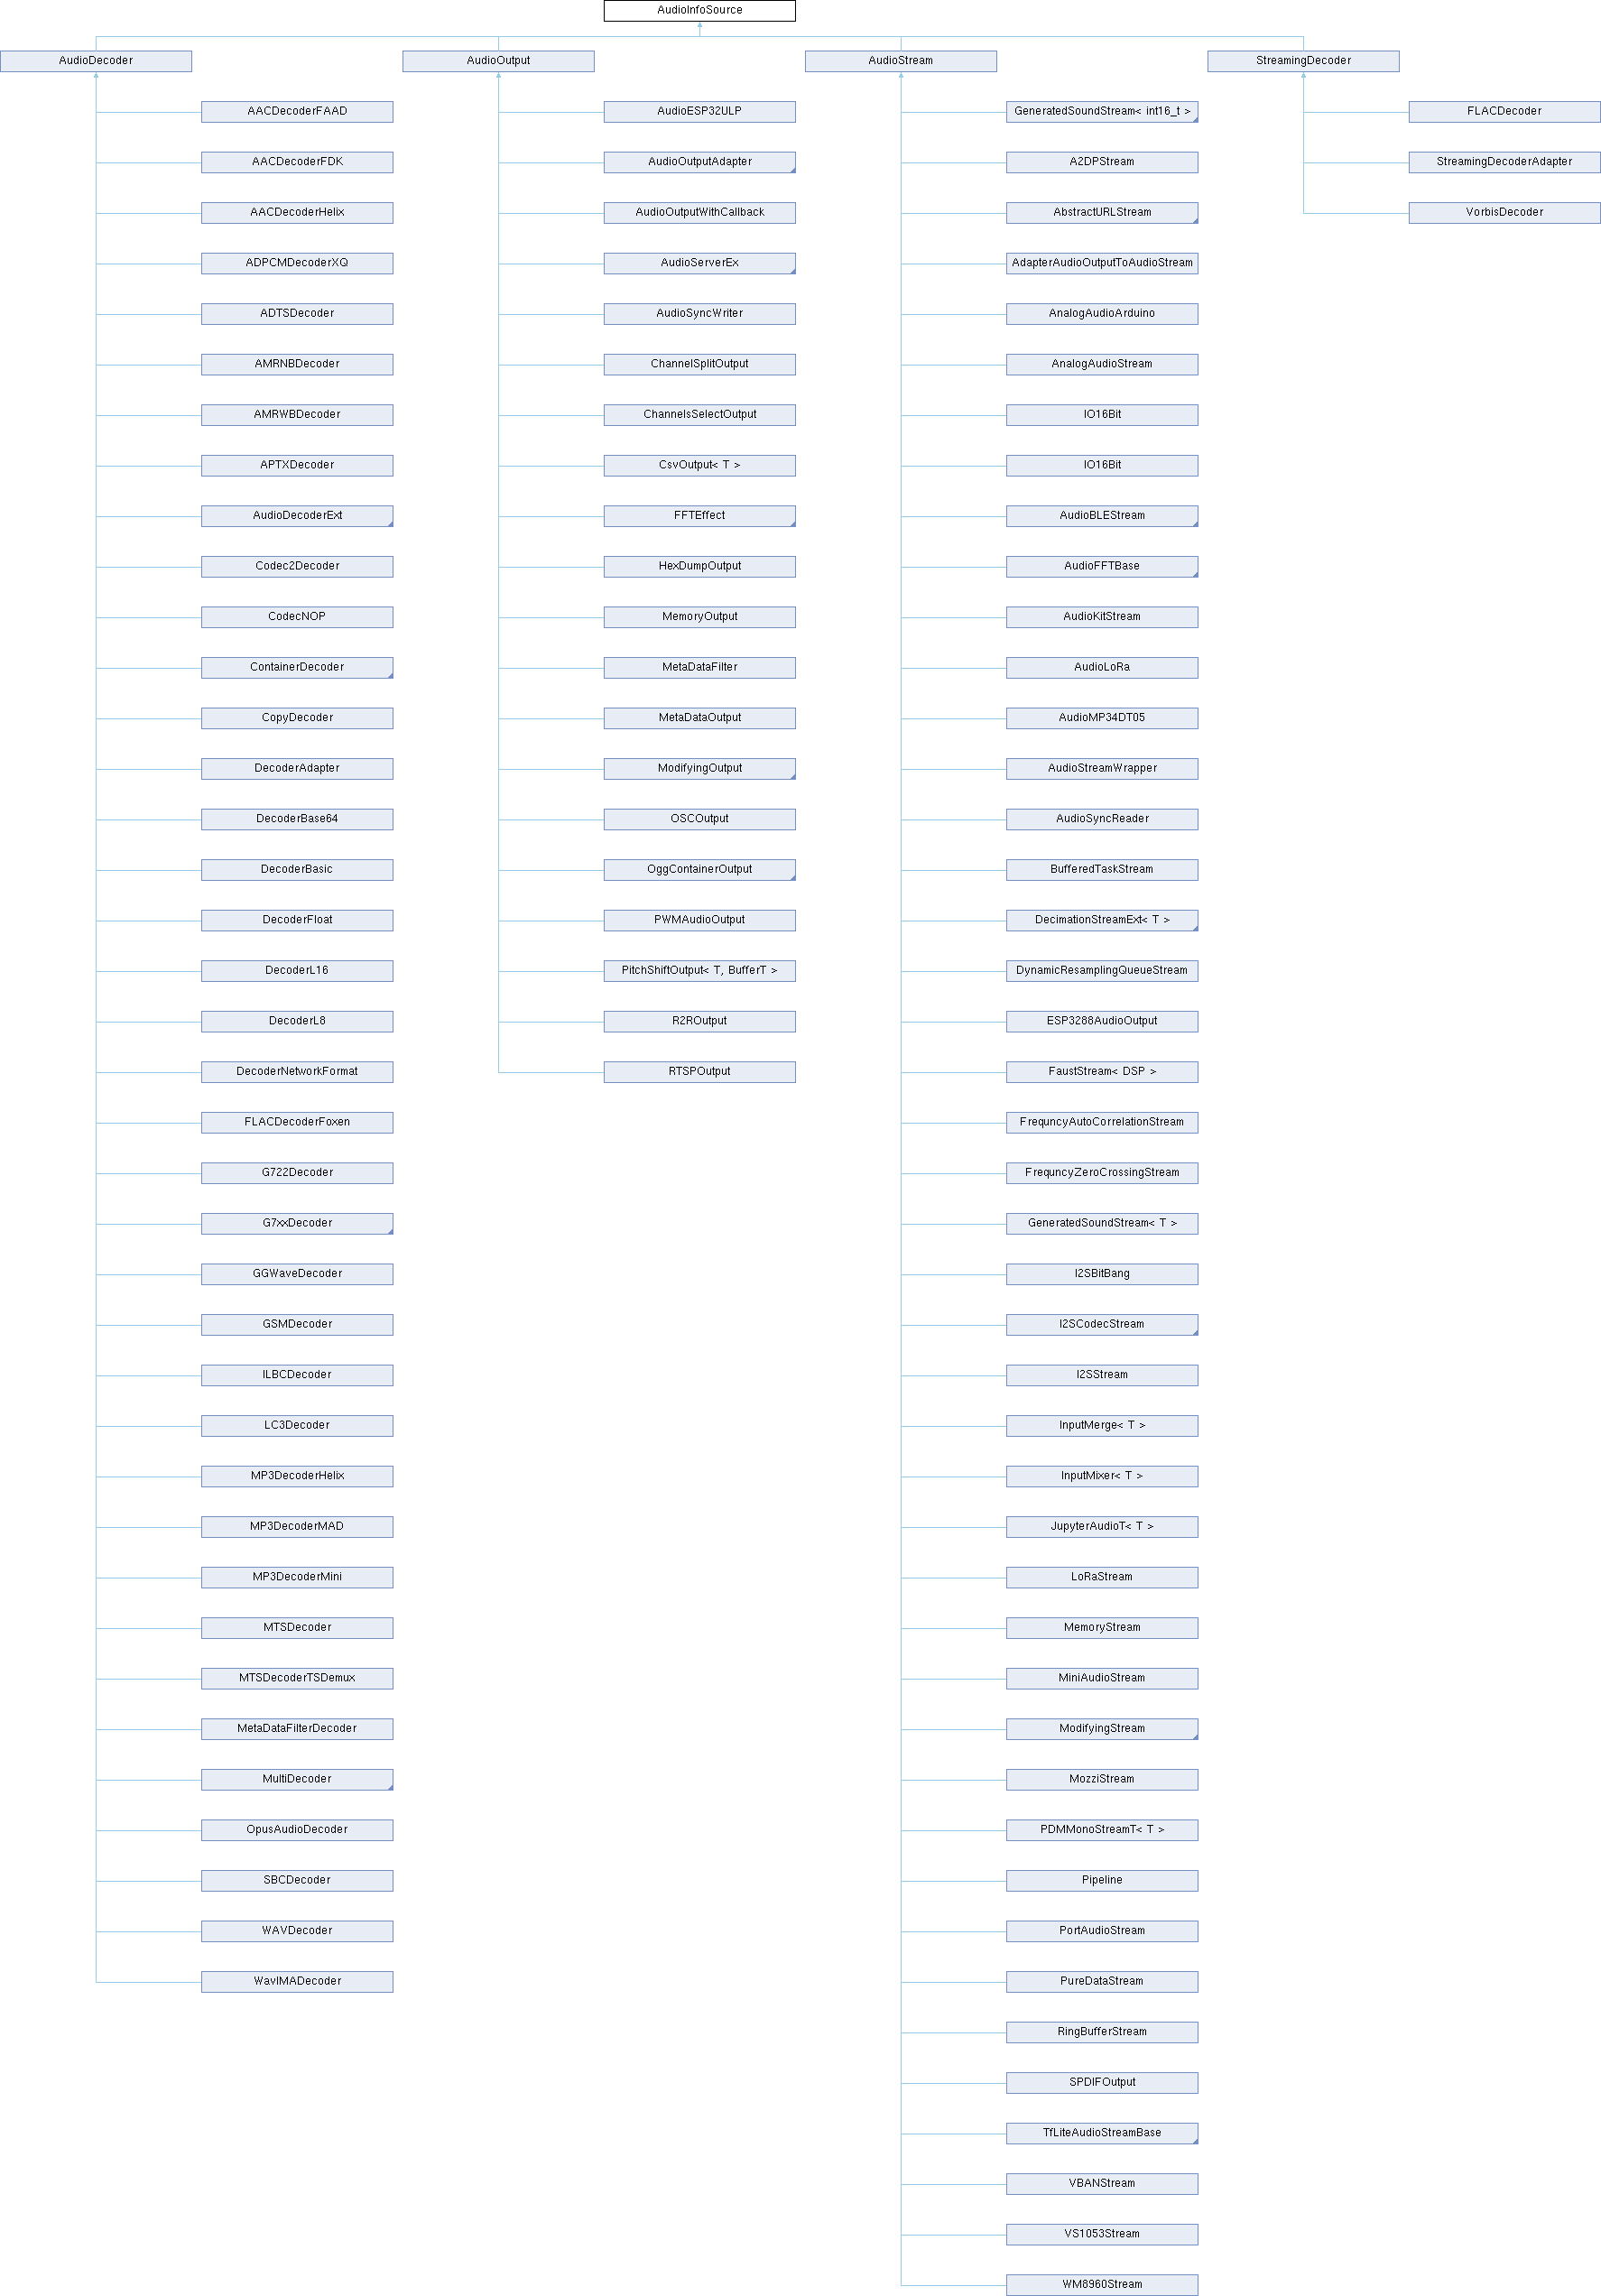 AudioInfoSource
AudioDecoder
AudioOutput
AudioStream
StreamingDecoder
AACDecoderFAAD
AudioESP32ULP
GeneratedSoundStream< int16_t >
FLACDecoder
AACDecoderFDK
AudioOutputAdapter
A2DPStream
StreamingDecoderAdapter
AACDecoderHelix
AudioOutputWithCallback
AbstractURLStream
VorbisDecoder
ADPCMDecoderXQ
AudioServerEx
AdapterAudioOutputToAudioStream
ADTSDecoder
AudioSyncWriter
AnalogAudioArduino
AMRNBDecoder
ChannelSplitOutput
AnalogAudioStream
AMRWBDecoder
ChannelsSelectOutput
IO16Bit
APTXDecoder
CsvOutput< T >
IO16Bit
AudioDecoderExt
FFTEffect
AudioBLEStream
Codec2Decoder
HexDumpOutput
AudioFFTBase
CodecNOP
MemoryOutput
AudioKitStream
ContainerDecoder
MetaDataFilter
AudioLoRa
CopyDecoder
MetaDataOutput
AudioMP34DT05
DecoderAdapter
ModifyingOutput
AudioStreamWrapper
DecoderBase64
OSCOutput
AudioSyncReader
DecoderBasic
OggContainerOutput
BufferedTaskStream
DecoderFloat
PWMAudioOutput
DecimationStreamExt< T >
DecoderL16
PitchShiftOutput< T, BufferT >
DynamicResamplingQueueStream
DecoderL8
R2ROutput
ESP3288AudioOutput
DecoderNetworkFormat
RTSPOutput
FaustStream< DSP >
FLACDecoderFoxen
FrequncyAutoCorrelationStream
G722Decoder
FrequncyZeroCrossingStream
G7xxDecoder
GeneratedSoundStream< T >
GGWaveDecoder
I2SBitBang
GSMDecoder
I2SCodecStream
ILBCDecoder
I2SStream
LC3Decoder
InputMerge< T >
MP3DecoderHelix
InputMixer< T >
MP3DecoderMAD
JupyterAudioT< T >
MP3DecoderMini
LoRaStream
MTSDecoder
MemoryStream
MTSDecoderTSDemux
MiniAudioStream
MetaDataFilterDecoder
ModifyingStream
MultiDecoder
MozziStream
OpusAudioDecoder
PDMMonoStreamT< T >
SBCDecoder
Pipeline
WAVDecoder
PortAudioStream
WavIMADecoder
PureDataStream
RingBufferStream
SPDIFOutput
TfLiteAudioStreamBase
VBANStream
VS1053Stream
WM8960Stream